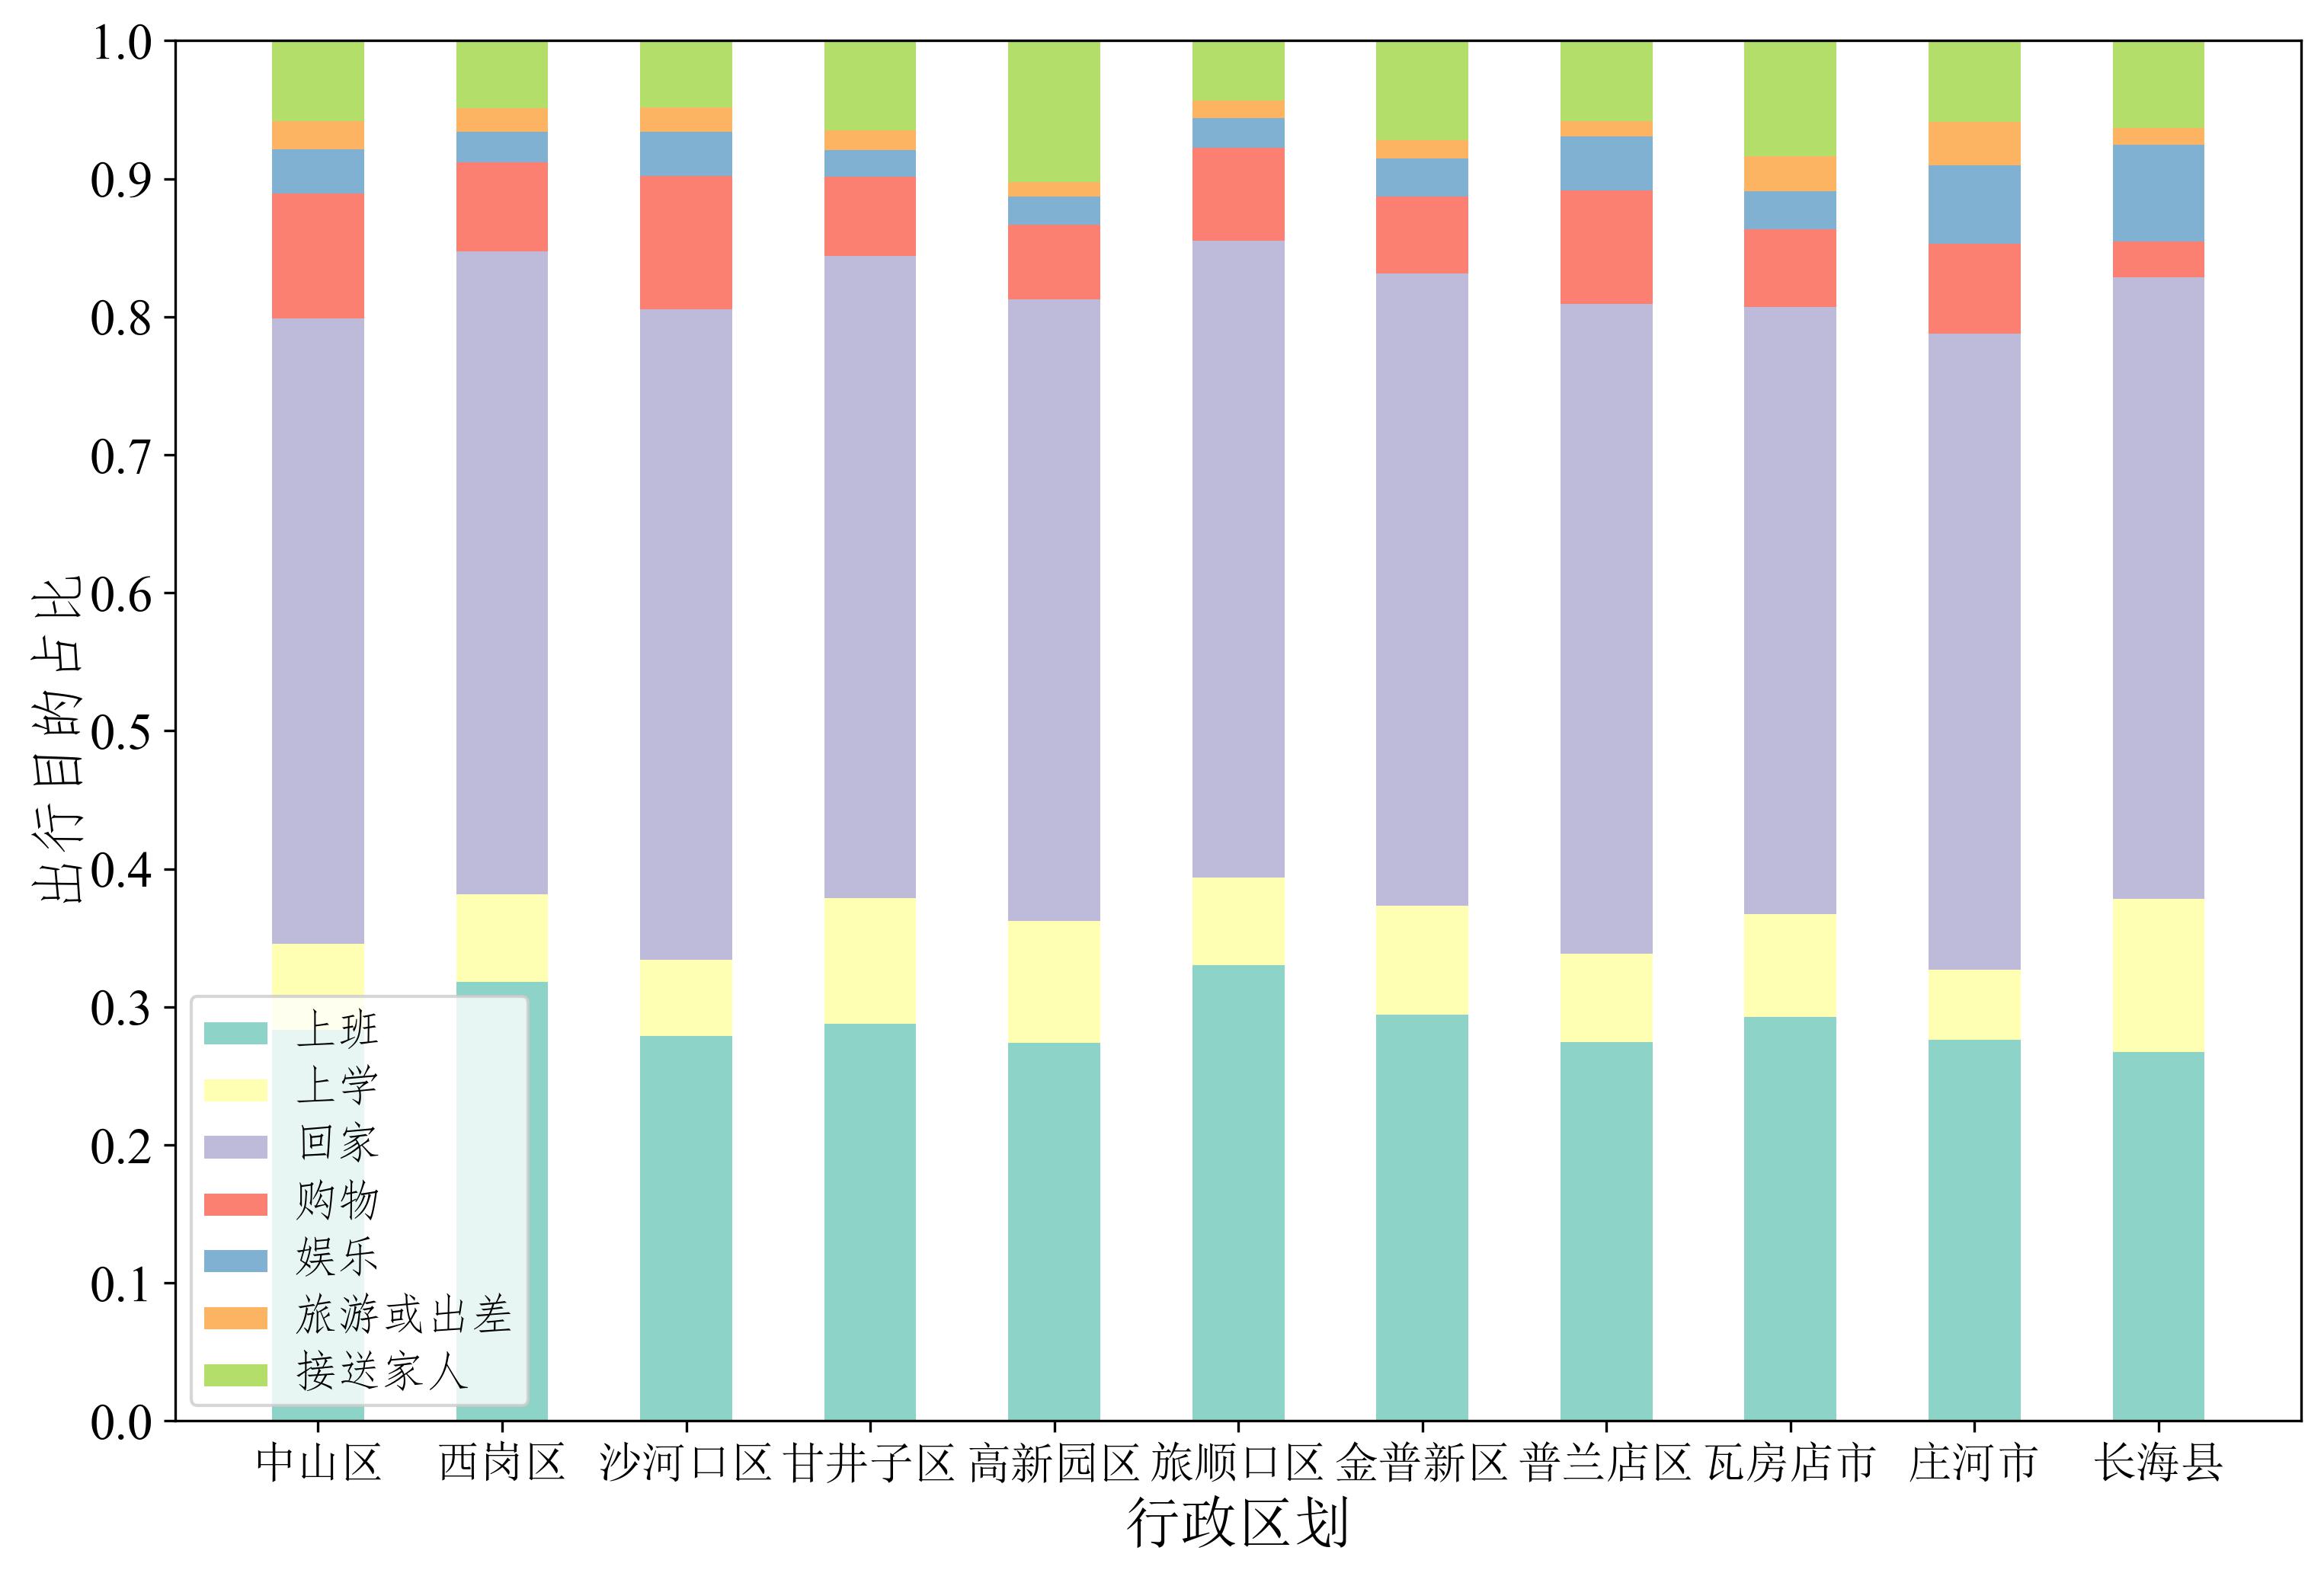 出行目的占比
1.0
0.9
0.8
0.7
0.6
0.5
0.4
0.3
0.2
0.1
0.0
上班
上学
回家
购物
娱乐
旅游或出差
接送家人
中山区 西岗区 沙河口区 甘井子区 高新园区 旅顺口区 金普新区 普兰店区 瓦房店市 庄河市 长海县
行政区划